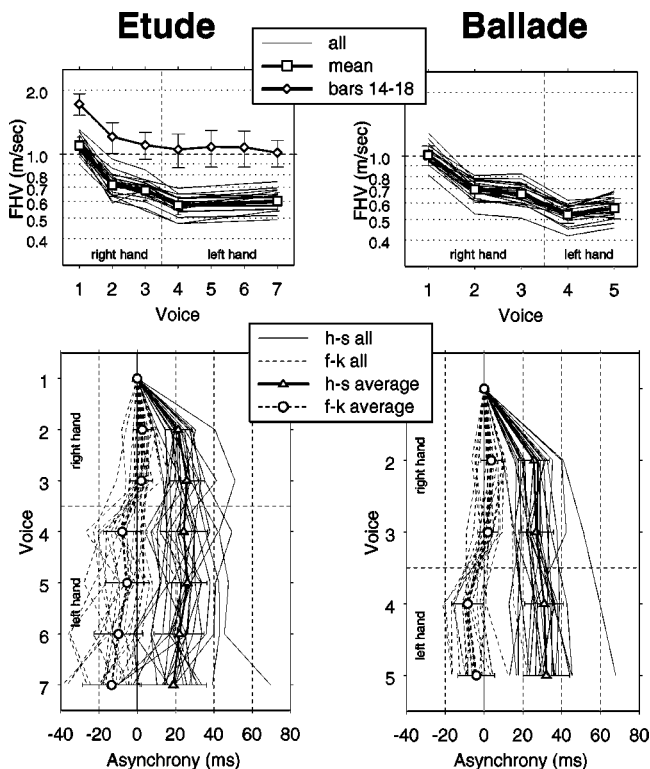 Etude
Ballade
all
mean
bars 14-18
FHV (m/sec)
2.0
1.0
0.8
0.7
0.6
0.5
0.4
right hand
left hand
1 2 3 4 5 6 7
Voice
FHV (m/sec)
1.0
0.8
0.7
0.6
0.5
0.4
right hand
left hand
1 2 3 4 5
Voice
h-s all
f-k all
h-s average
f-k average
Voice
1
2
3
4
5
6
7
right hand
left hand
-40 -20 0 20 40 60 80
Asynchrony (ms)
Voice
1
2
3
4
5
right hand
left hand
-40 -20 0 20 40 60 80
Asynchrony (ms)